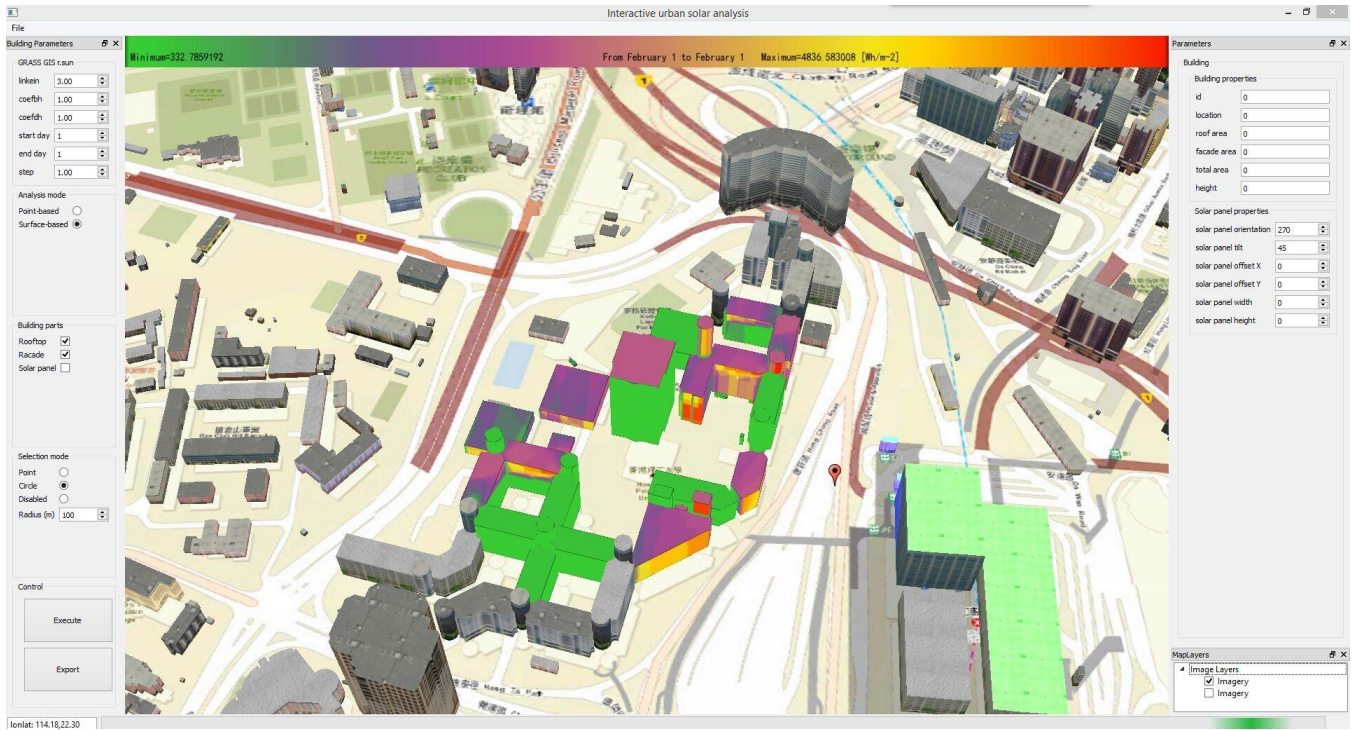 Interactive urban solar analysis
File
Building Parameters
GRASS GIS r.sun
linkein 3.00
coefbh 1.00
coefdh 1.00
start day 1
end day 1
step 1.00
Analysis mode
Point-based
Surface-based
Building parts
Rooftop
Racade
Solar panel
Selection mode
Point
Circle
Disabled
Radius (m) 100
Control
Execute
Export
lonlat: 114.18,22.30
Minimum=332.7859192
From February 1 to February 1
Maximum=4836.583008 [Wh/m-2]
RECREATION
CLUB
1
5
1
Parameters
Building
Building properties
id 0
location 0
roof area 0
facade area 0
total area 0
height 0
Solar panel properties
solar panel orientation 270
solar panel tilt 45
solar panel offset X 0
solar panel offset Y 0
solar panel width 0
solar panel height 0
MapLayers
Image Layers
Imagery
Imagery